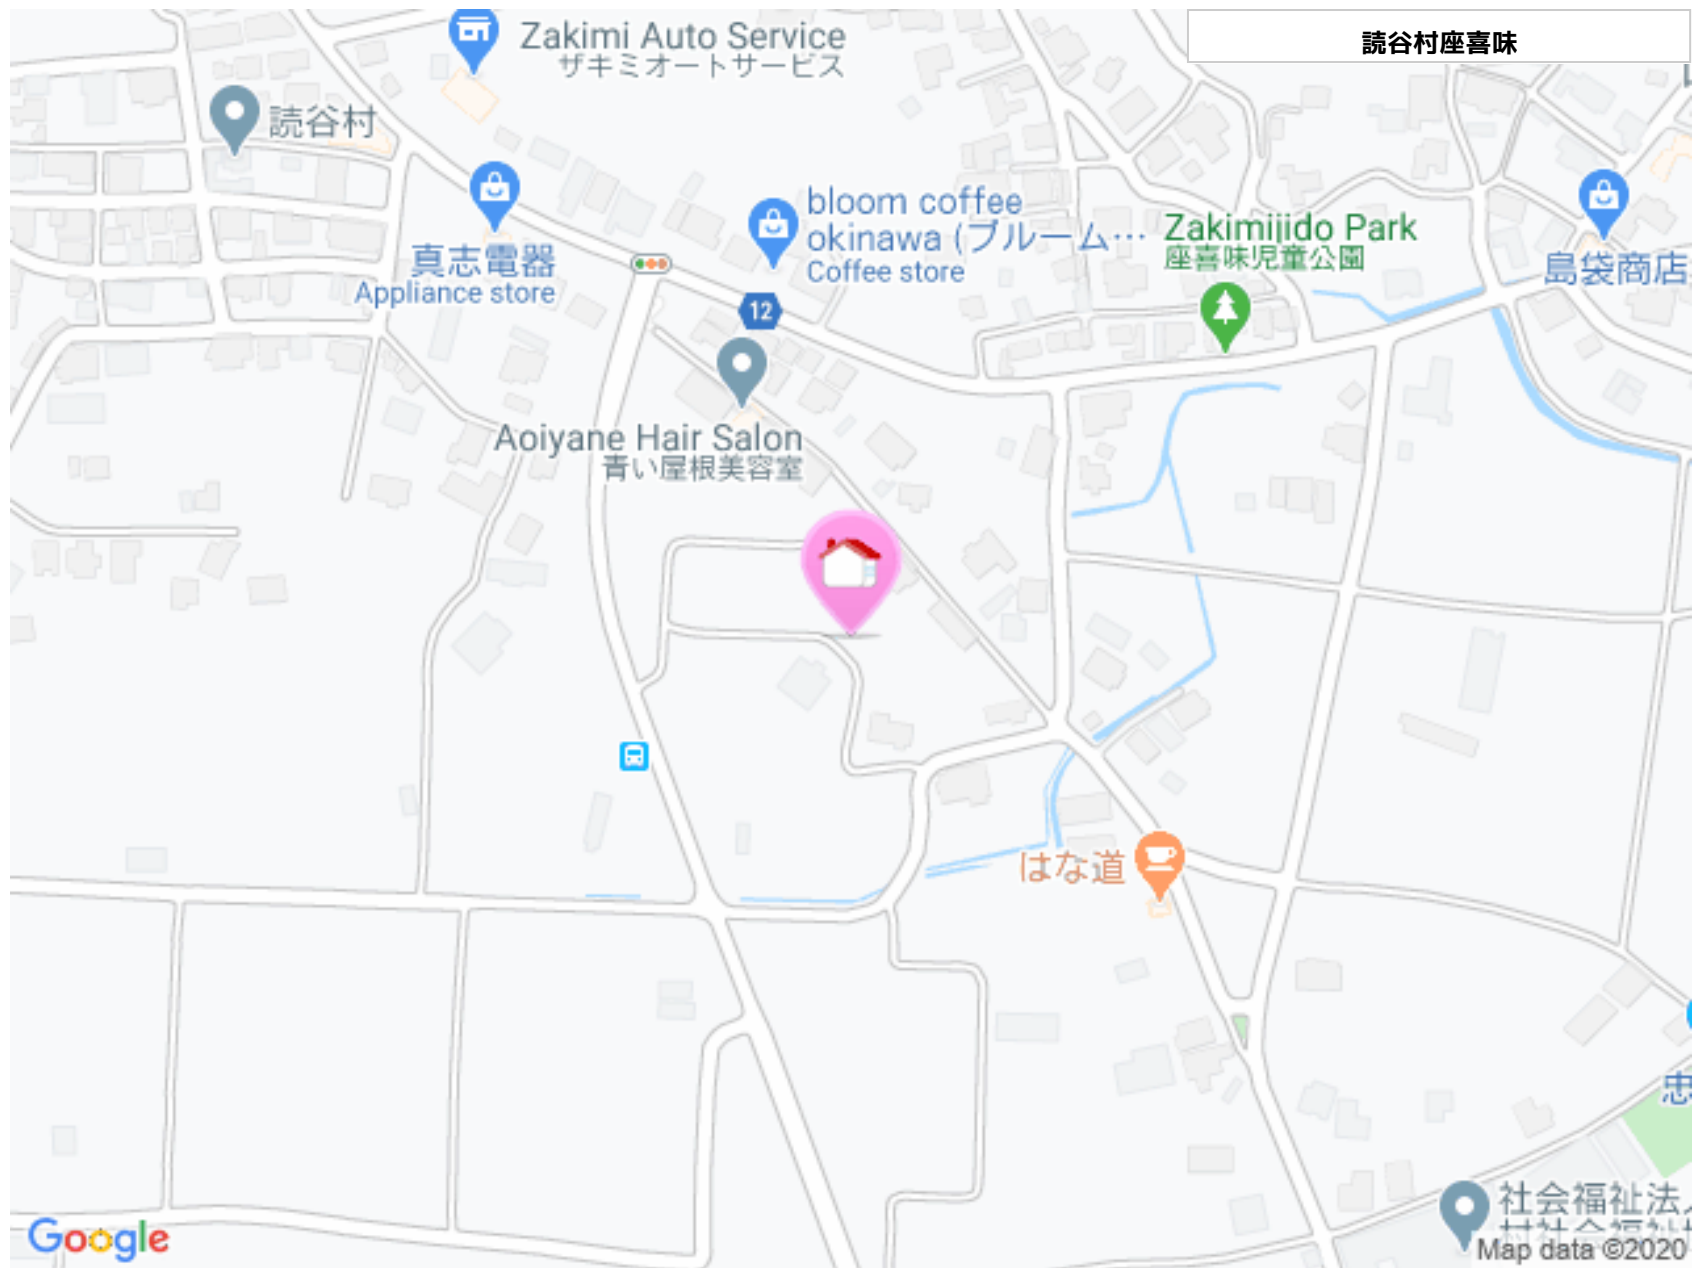 読谷村座喜味
Zakimi Auto Service
ザキミオートサービス
読谷村
bloom coffee
okinawa (ブルーム…
Coffee store
Zakimijido Park
座喜味児童公園
真志電器
Appliance store
島袋商店
12
Aoiyane Hair Salon
青い屋根美容室
はな道
忠
社会福祉法人
Google
Map data ©2020